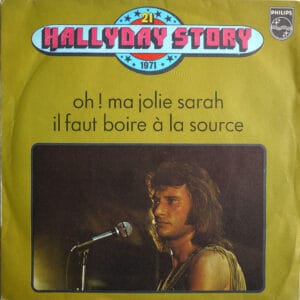 21
HALLYDAY STORY
1971
PHILIPS
oh ! ma jolie sarah
il faut boire à la source